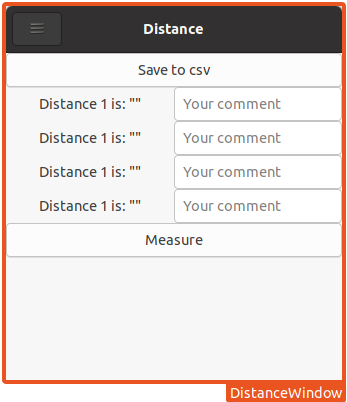 Distance
Save to csv
Distance 1 is: "" Your comment
Distance 1 is: "" Your comment
Distance 1 is: "" Your comment
Distance 1 is: "" Your comment
Measure
DistanceWindow